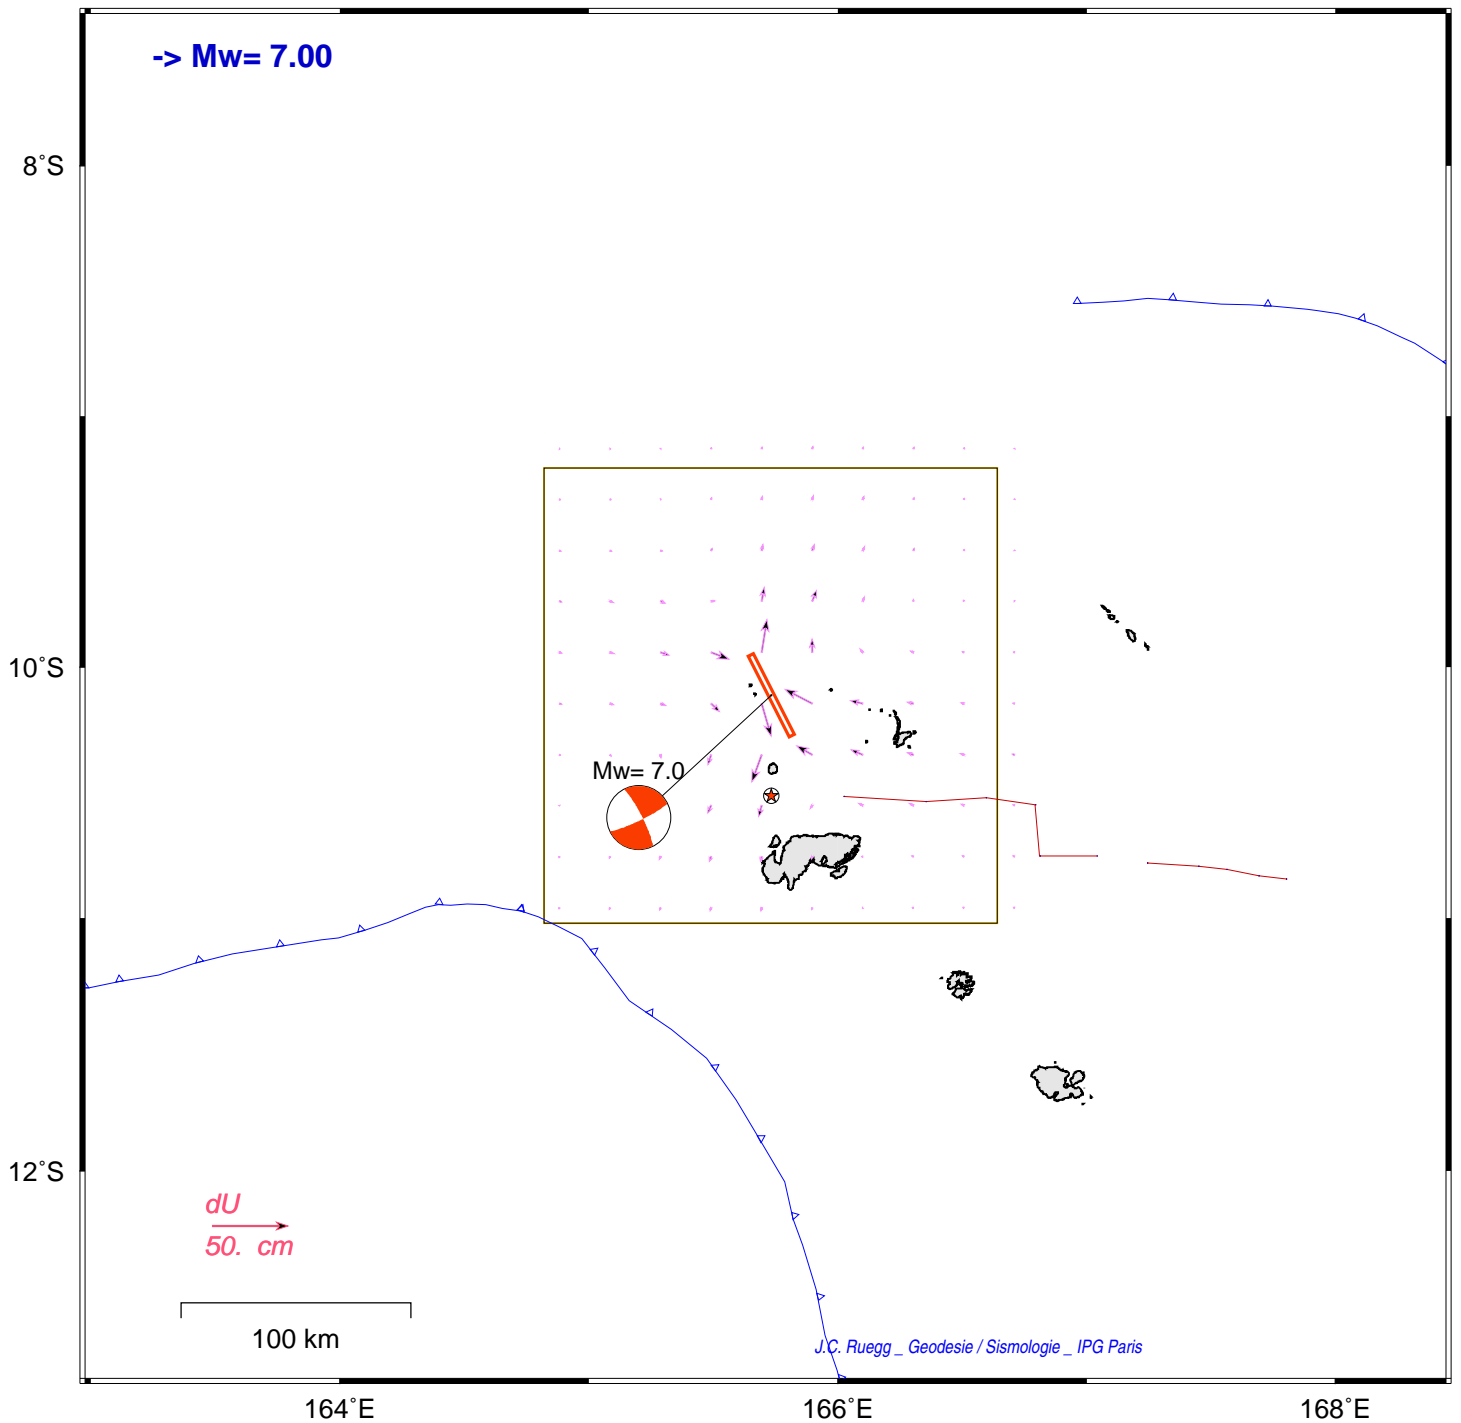 -> Mw= 7.00
8°S
10°S
Mw= 7.0
12°S
dU
50. cm
100 km
J.C. Ruegg _ Geodesie / Sismologie _ IPG Paris
164°E
166°E
168°E